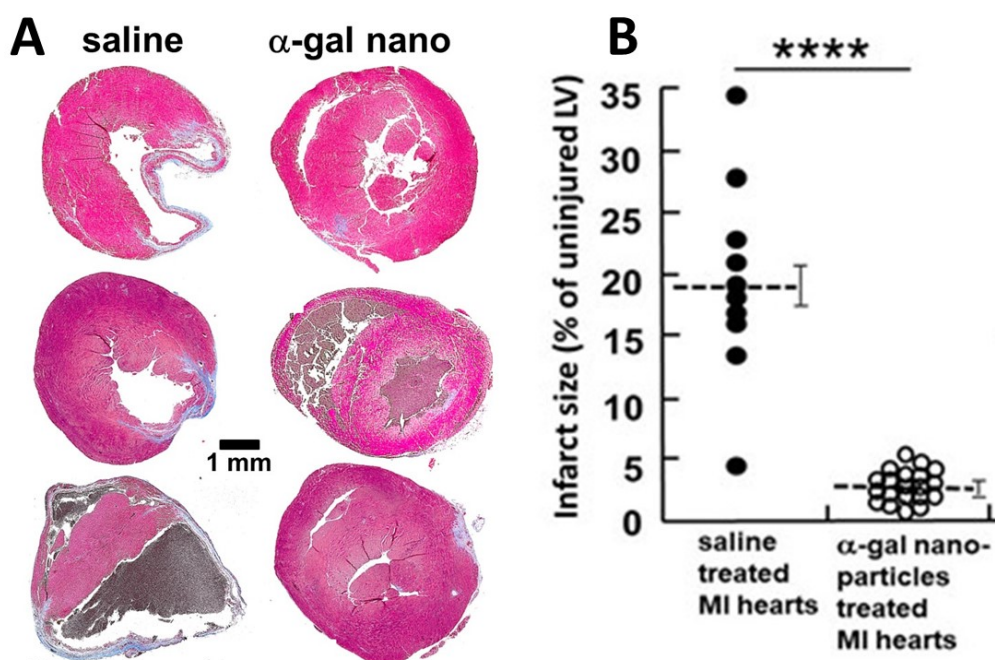 A
saline
α-gal nano
1 mm
B
****
Infarct size (% of uninjured LV)
35
30
25
20
15
10
5
0
saline
treated
MI hearts
α-gal nano-
particles
treated
MI hearts